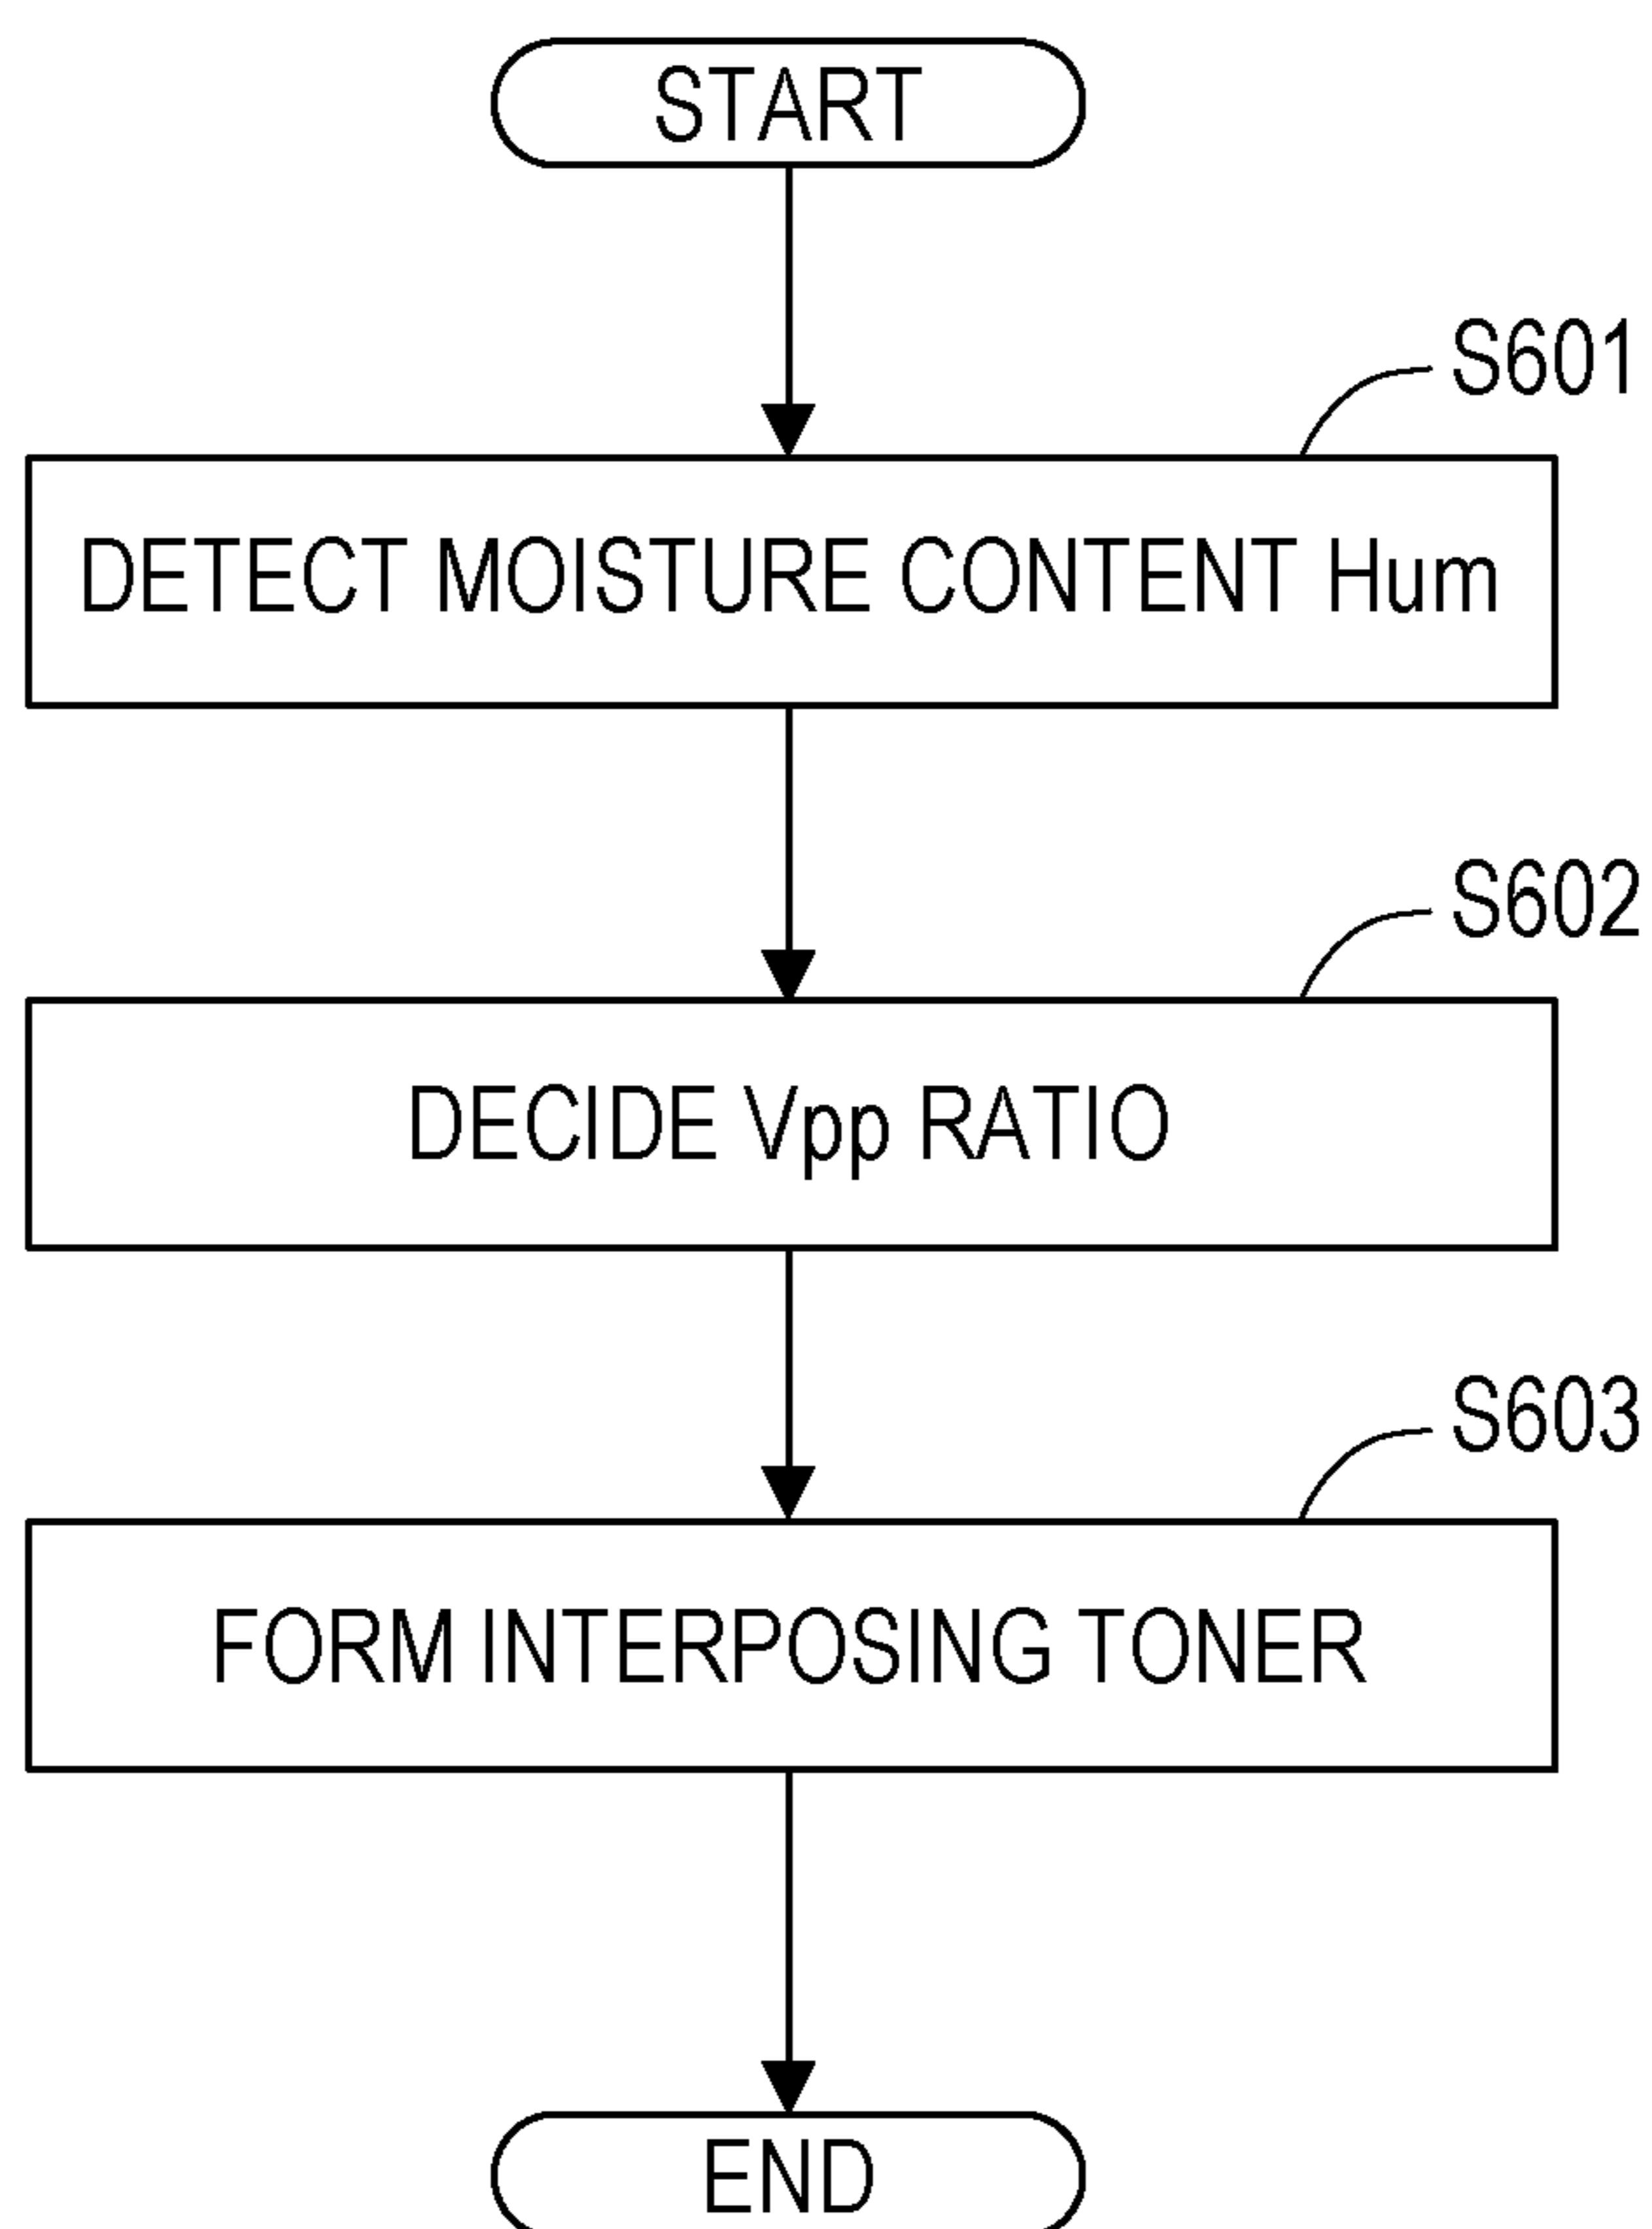 START
S601
DETECT MOISTURE CONTENT Hum
S602
DECIDE Vpp RATIO
S603
FORM INTERPOSING TONER
END